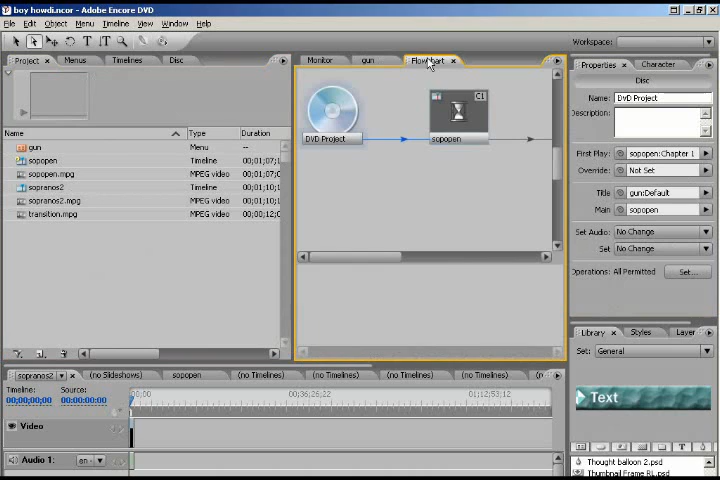 boy howdi.ncor - Adobe Encore DVD
File Edit Object Menu Timeline View Window Help
Workspace:
Project Menus Timelines Disc
Name Type Duration
gun Menu --
sopopen Timeline 00;01;07;1
sopopen.mpg MPEG video 00;01;07;0
sopranos2 Timeline 00;01;10;1
sopranos2.mpg MPEG video 00;01;10;1
transition.mpg MPEG video 00;00;12;0
Monitor gun Flowchart
C1
DVD Project sopopen
Properties Character
Disc
Name: DVD Project
Description:
First Play: sopopen:Chapter 1
Override: Not Set
Title gun:Default
Main sopopen
Set Audio: No Change
Set No Change
Operations: All Permitted Set...
Library Styles Layer
Set: General
Text
T
Thought balloon 2.psd
Thumbnail Frame RL.psd
sopranos2 (no Slideshows) sopopen (no Timelines) (no Timelines) (no Timelines) (no Timelines)
Timeline: Source:
00;00;00;00 00:00:00:00
00;00 00;36;26;22 01;12;53;12
Video
Audio 1: en